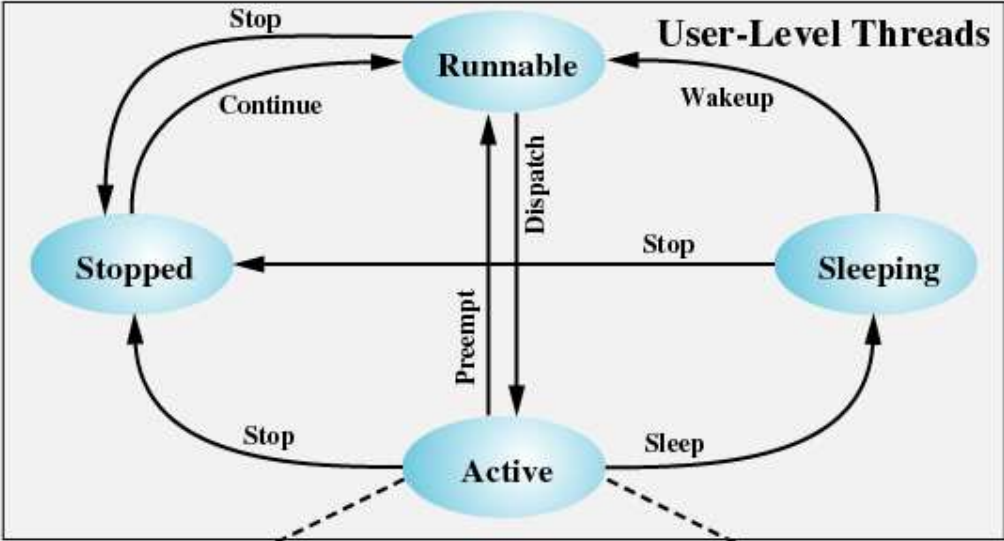 Stop
User-Level Threads
Runnable
Continue
Wakeup
Dispatch
Stop
Stopped
Sleeping
Preempt
Stop
Sleep
Active